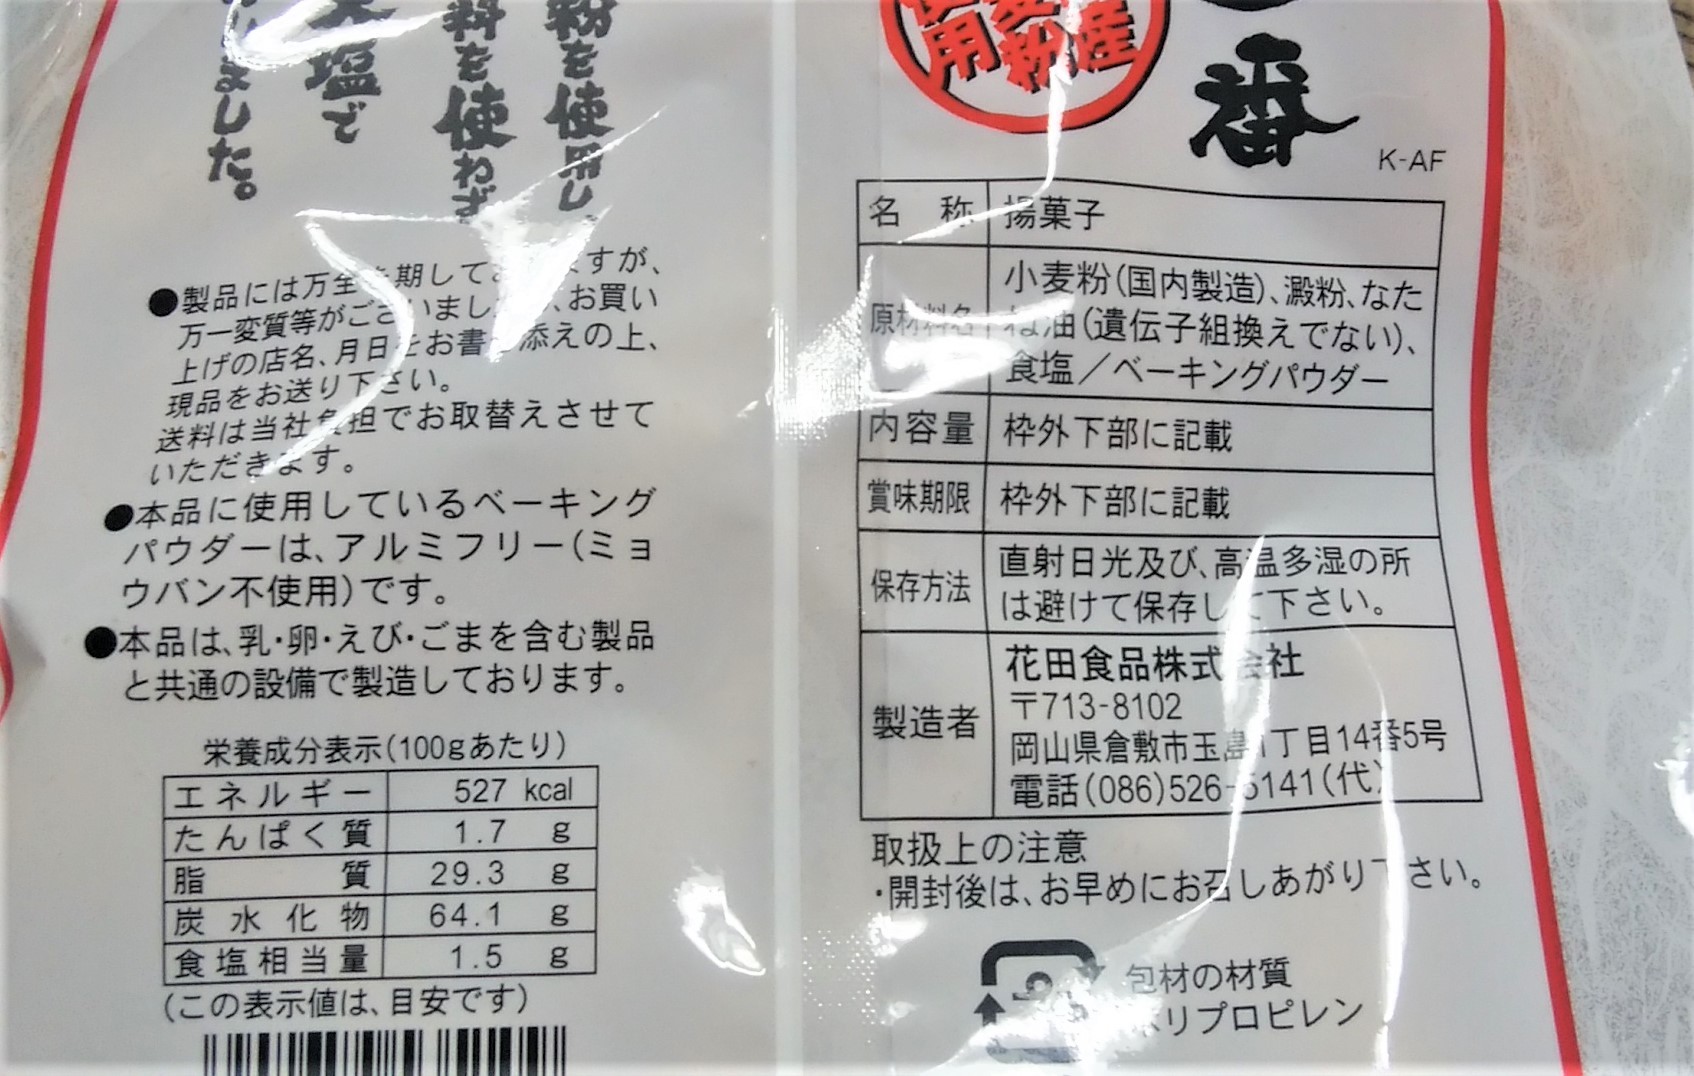 粉を使用し、
料を使わず
塩で
いました。
●製品には万全を期しておりますが、
万一変質等がございましたら、お買い
上げの店名、月日をお書き添えの上、
現品をお送り下さい。
送料は当社負担でお取替えさせて
いただきます。
●本品に使用しているベーキング
パウダーは、アルミフリー(ミョ
ウバン不使用)です。
●本品は、乳・卵・えび・ごまを含む製品
と共通の設備で製造しております。
栄養成分表示(100gあたり)
エネルギー 527 kcal
たんぱく質 1.7 g
脂質 29.3 g
炭水化物 64.1 g
食塩相当量 1.5 g
(この表示値は、目安です)
産
麦粉
用
番
K-AF
名称 揚菓子
原材料名 小麦粉(国内製造)、澱粉、なた
ね油(遺伝子組換えでない)、
食塩/ベーキングパウダー
内容量 枠外下部に記載
賞味期限 枠外下部に記載
保存方法 直射日光及び、高温多湿の所
は避けて保存して下さい。
製造者 花田食品株式会社
〒713-8102
岡山県倉敷市玉島1丁目14番5号
電話(086)526-5141(代)
取扱上の注意
・開封後は、お早めにお召しあがり下さい。
包材の材質
ポリプロピレン